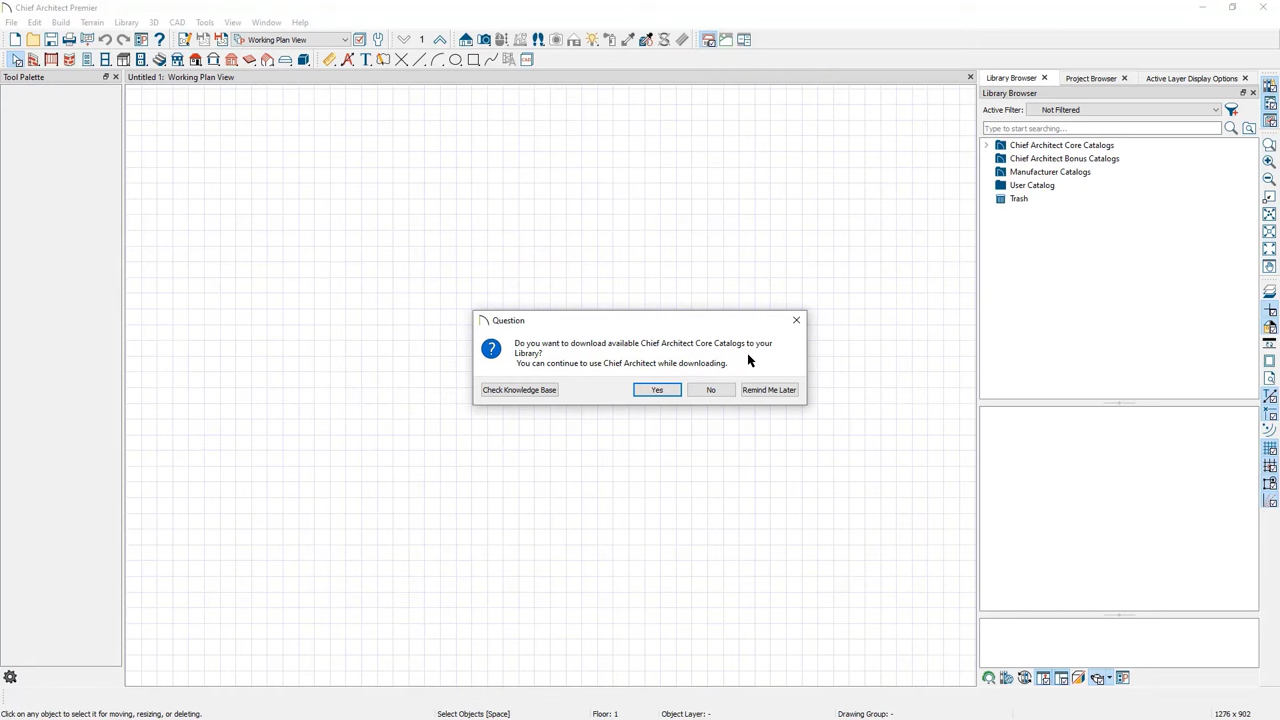 Chief Architect Premier
File Edit Build Terrain Library 3D CAD Tools View Window Help
Working Plan View 1
Tool Palette
Untitled 1: Working Plan View
Library Browser Project Browser Active Layer Display Options
Library Browser
Active Filter: Not Filtered
Type to start searching...
Chief Architect Core Catalogs
Chief Architect Bonus Catalogs
Manufacturer Catalogs
User Catalog
Trash
Question
Do you want to download available Chief Architect Core Catalogs to your
Library?
You can continue to use Chief Architect while downloading.
Check Knowledge Base Yes No Remind Me Later
Click on any object to select it for moving, resizing, or deleting. Select Objects [Space] Floor: 1 Object Layer: - Drawing Group: - 1276 x 902